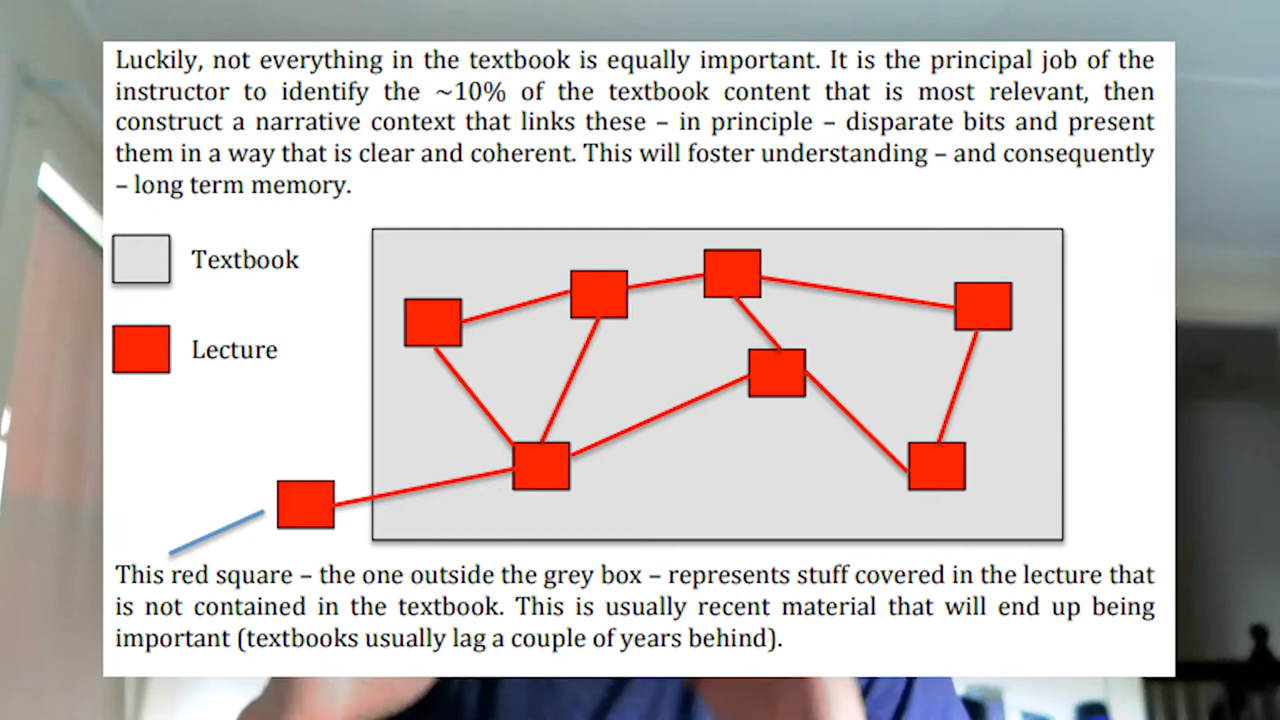 Luckily, not everything in the textbook is equally important. It is the principal job of the
instructor to identify the ~10% of the textbook content that is most relevant, then
construct a narrative context that links these – in principle – disparate bits and present
them in a way that is clear and coherent. This will foster understanding – and consequently
– long term memory.
Textbook
Lecture
This red square – the one outside the grey box – represents stuff covered in the lecture that
is not contained in the textbook. This is usually recent material that will end up being
important (textbooks usually lag a couple of years behind).